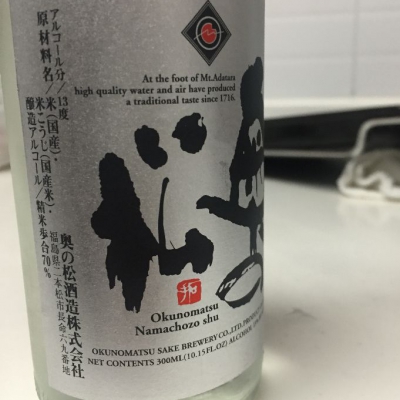 At the foot of Mt.Adatara
high quality water and air have produced
a traditional taste since 1716.
奥の松
Okunomatsu
Namachozo shu
OKUNOMATSU SAKE BREWERY CO.,LTD.PRODUC
NET CONTENTS 300ML(10.15FL.OZ) ALCOHOL
アルコール分/13度
原材料名/米(国産)・米こうじ(国産米)・
醸造アルコール/精米歩合70%
奥の松酒造株式会社
福島県二本松市長命六九番地